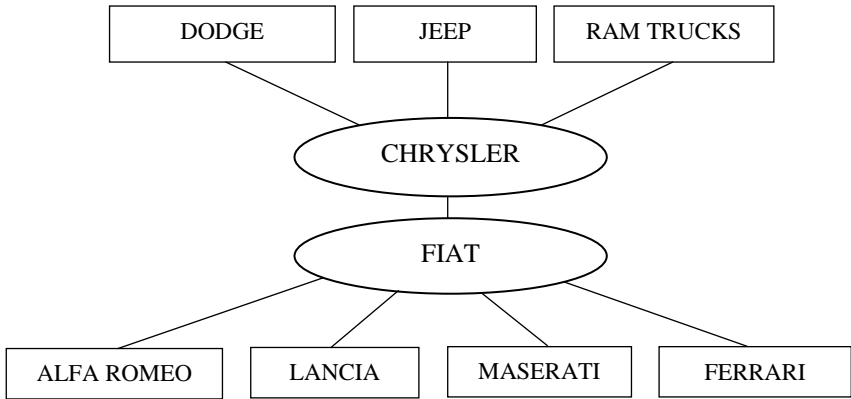 DODGE
JEEP
RAM TRUCKS
CHRYSLER
FIAT
ALFA ROMEO
LANCIA
MASERATI
FERRARI